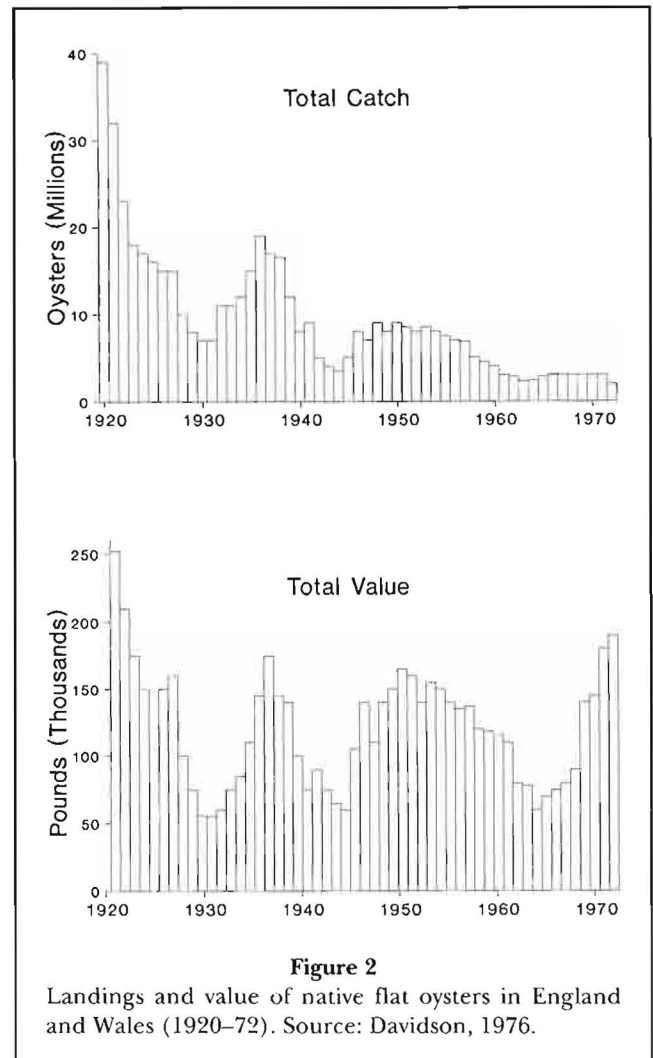 Total Catch
Oysters (Millions)
40
30
20
10
0
1920 1930 1940 1950 1960 1970
Total Value
Pounds (Thousands)
250
200
150
100
50
0
1920 1930 1940 1950 1960 1970
Figure 2
Landings and value of native flat oysters in England
and Wales (1920–72). Source: Davidson, 1976.